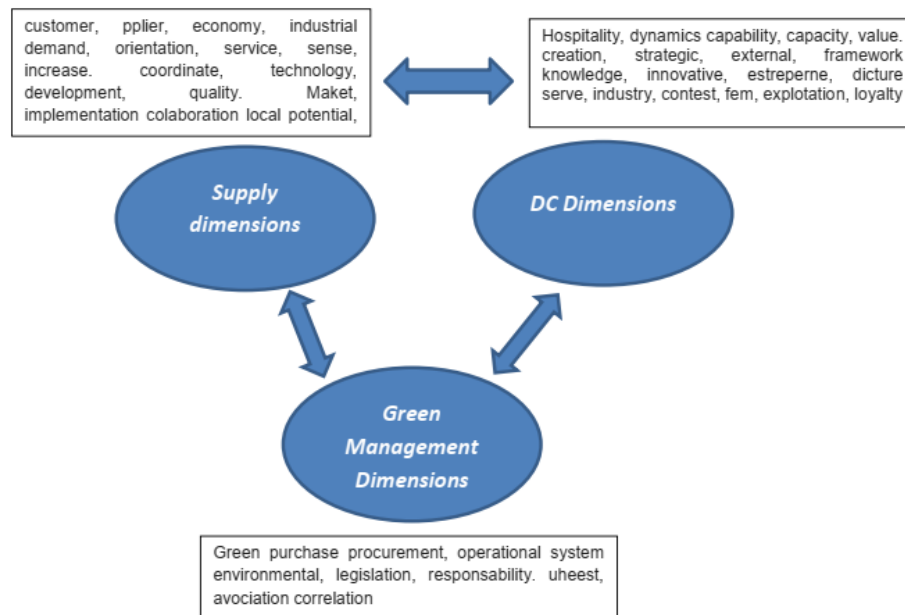 customer, pplier, economy, industrial
demand, orientation, service, sense,
increase. coordinate, technology,
development, quality. Maket,
implementation colaboration local potential,
Hospitality, dynamics capability, capacity, value.
creation, strategic, external, framework
knowledge, innovative, estreperne, dicture
serve, industry, contest, fem, explotation, loyalty
Supply
dimensions
DC Dimensions
Green
Management
Dimensions
Green purchase procurement, operational system
environmental, legislation, responsability. uheest,
avociation correlation